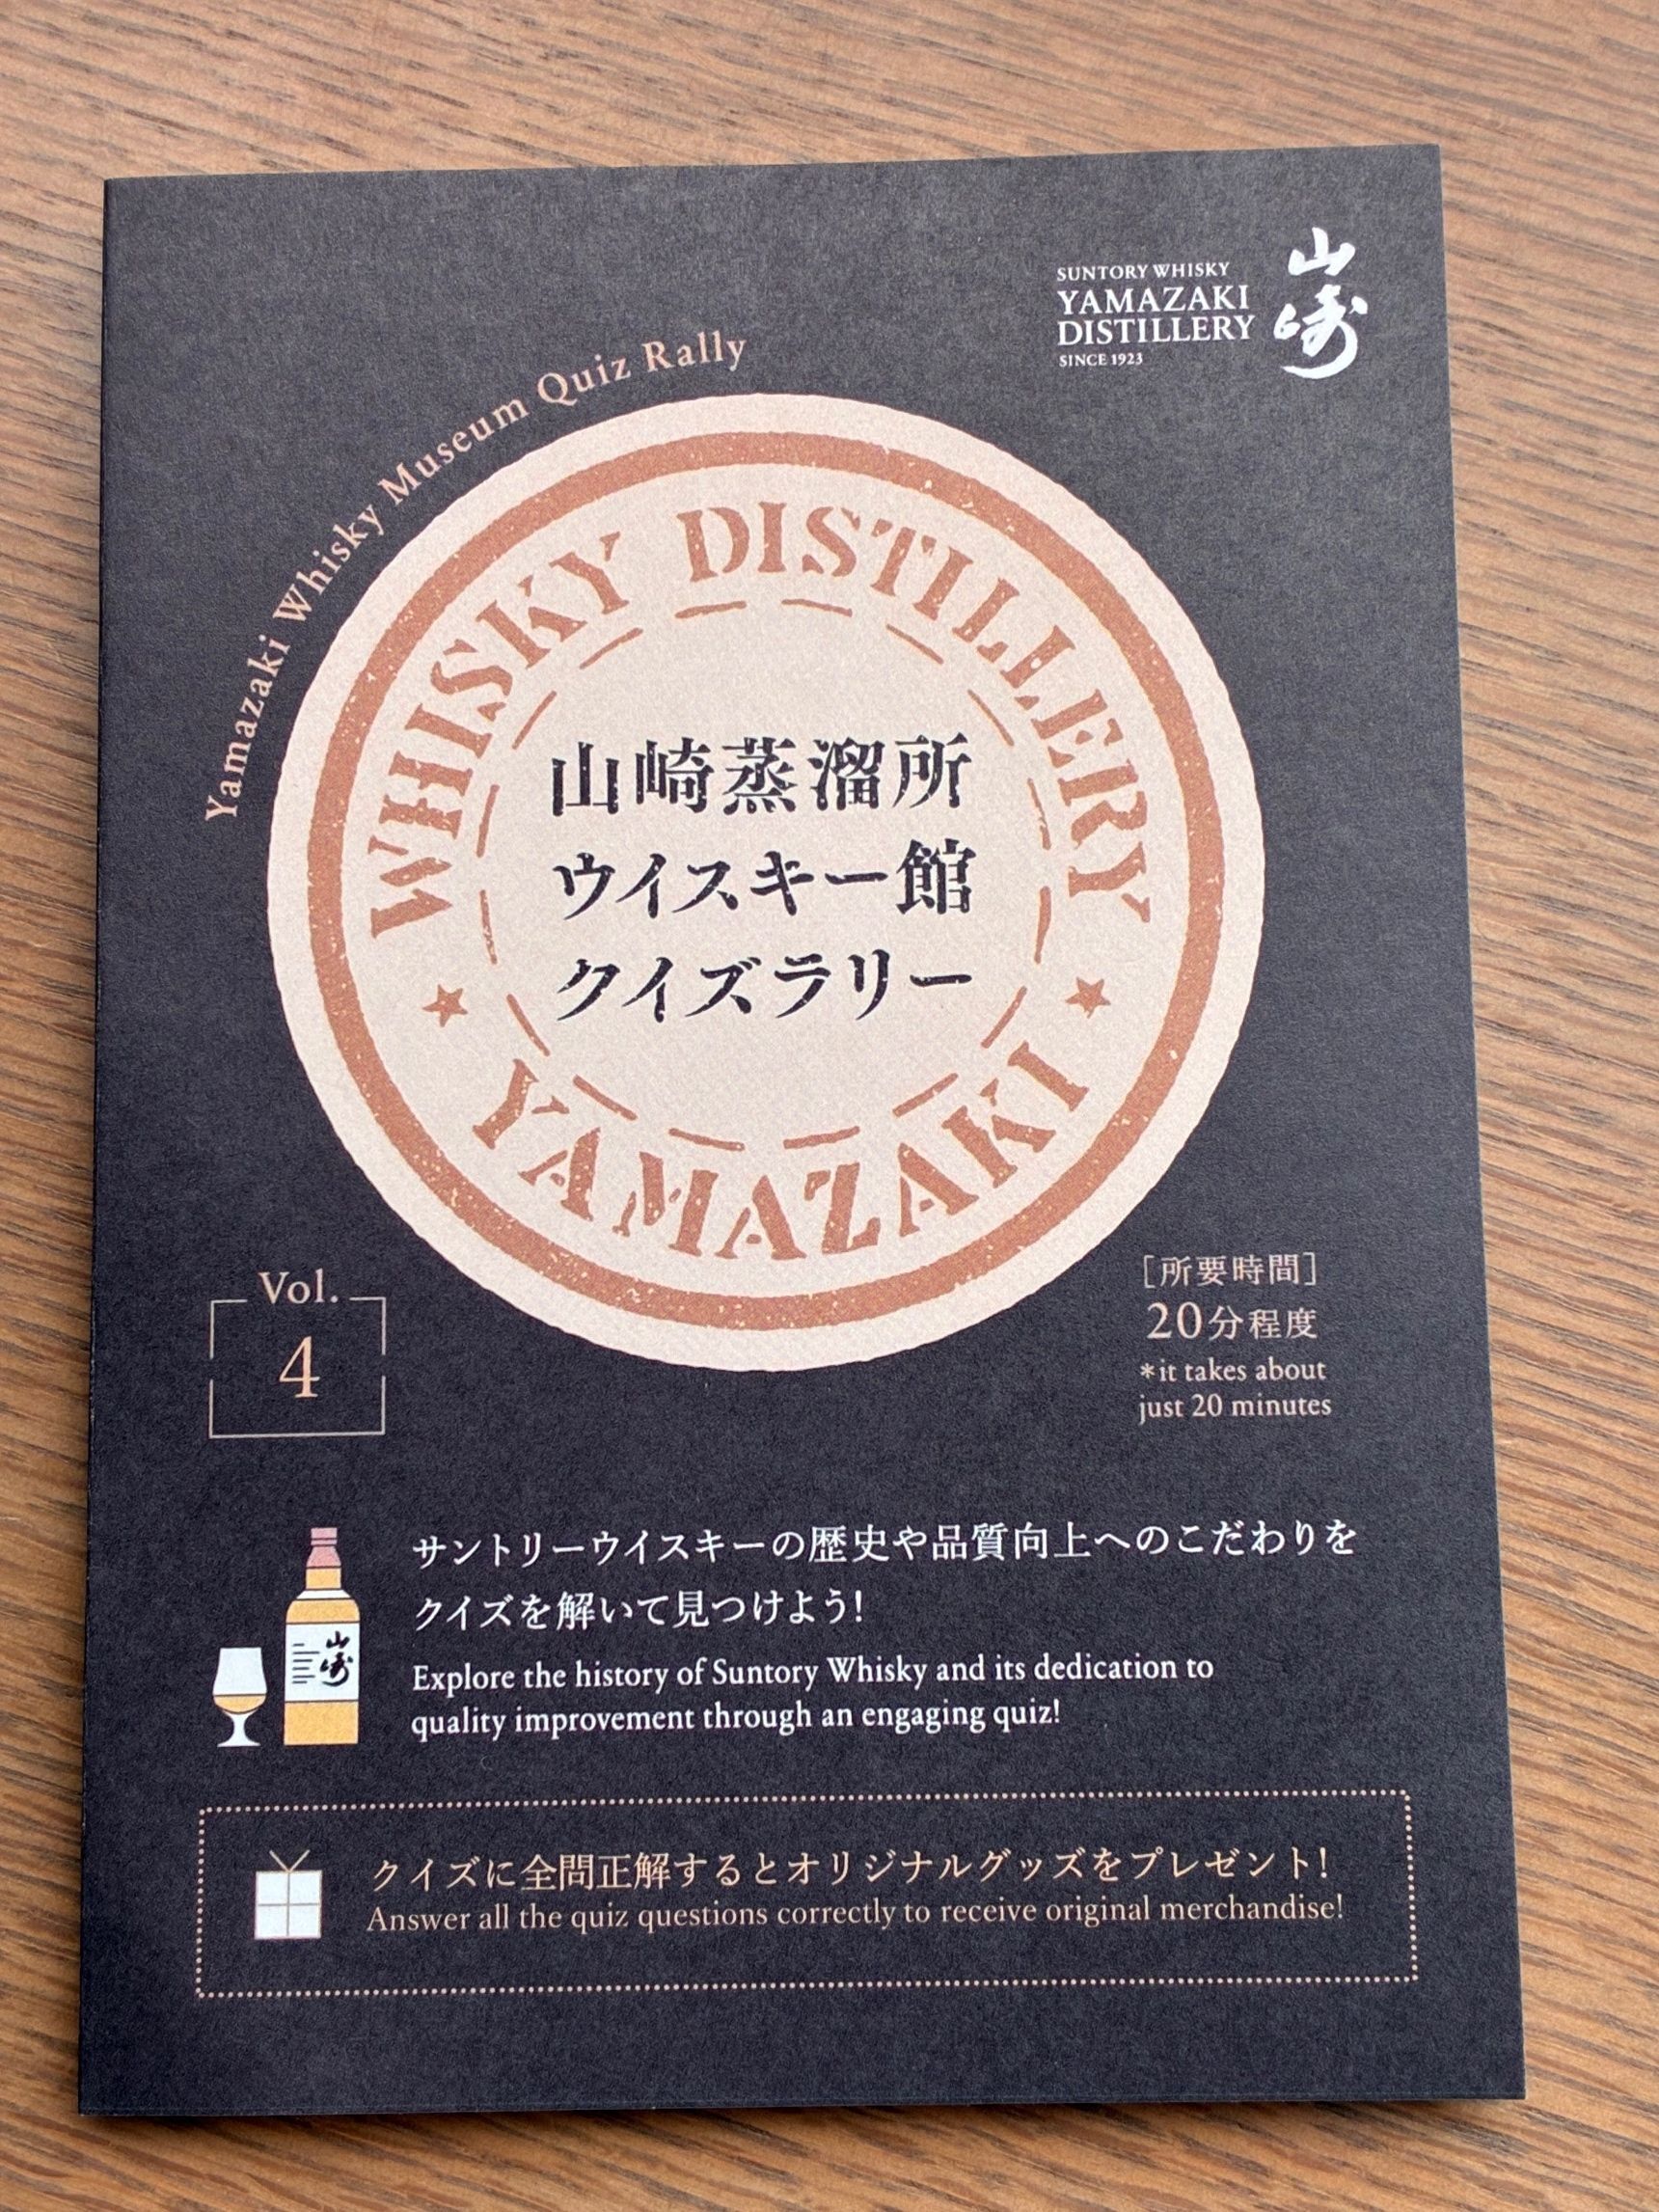 SUNTORY WHISKY
YAMAZAKI
DISTILLERY
SINCE 1923
山崎
Yamazaki Whisky Museum Quiz Rally
WHISKY DISTILLERY
山崎蒸溜所
ウイスキー館
クイズラリー
★ YAMAZAKI ★
Vol.
4
［所要時間］
20分程度
*it takes about
just 20 minutes
山崎
サントリーウイスキーの歴史や品質向上へのこだわりを
クイズを解いて見つけよう!
Explore the history of Suntory Whisky and its dedication to
quality improvement through an engaging quiz!
クイズに全問正解するとオリジナルグッズをプレゼント!
Answer all the quiz questions correctly to receive original merchandise!